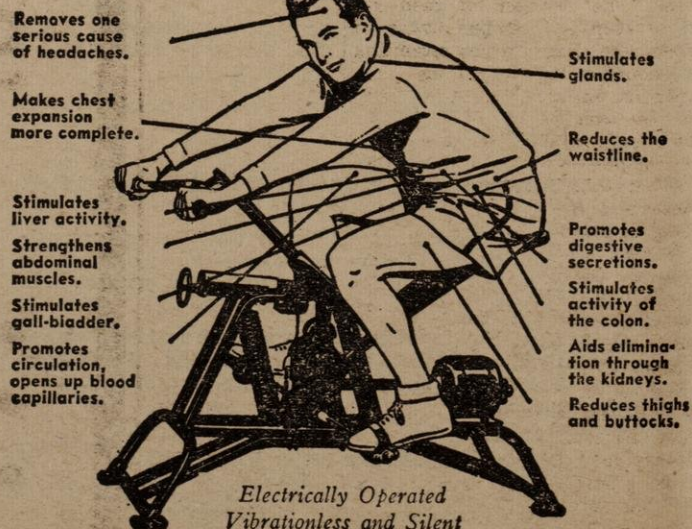 Removes one
serious cause
of headaches.
Makes chest
expansion
more complete.
Stimulates
liver activity.
Strengthens
abdominal
muscles.
Stimulates
gall-bladder.
Promotes
circulation,
opens up blood
capillaries.
Stimulates
glands.
Reduces the
waistline.
Promotes
digestive
secretions.
Stimulates
activity of
the colon.
Aids elimina-
tion through
the kidneys.
Reduces thighs
and buttocks.
Electrically Operated
Vibrationless and Silent